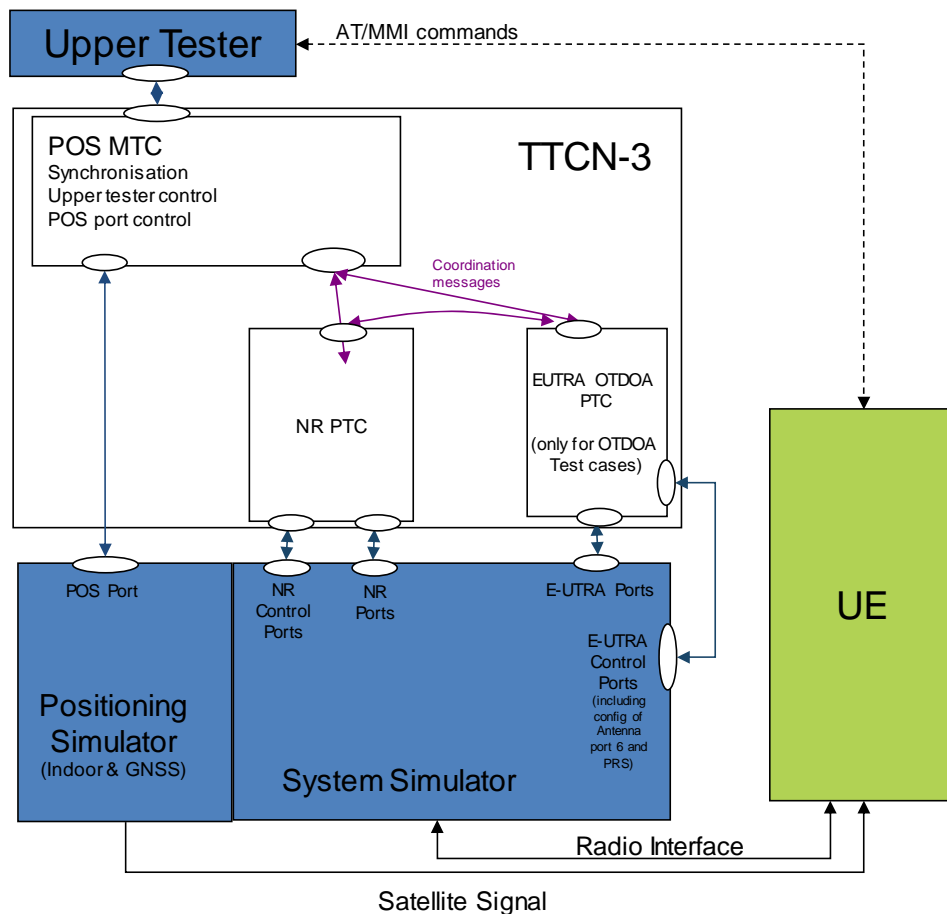 Upper Tester
AT/MMI commands
POS MTC
Synchronisation
Upper tester control
POS port control
TTCN-3
Coordination
messages
NR PTC
EUTRA OTDOA
PTC
(only for OTDOA
Test cases)
POS Port
NR
Control
Ports
NR
Ports
E-UTRA Ports
E-UTRA
Control
Ports
(including
config of
Antenna
port 6 and
PRS)
Positioning
Simulator
(Indoor & GNSS)
System Simulator
UE
Radio Interface
Satellite Signal